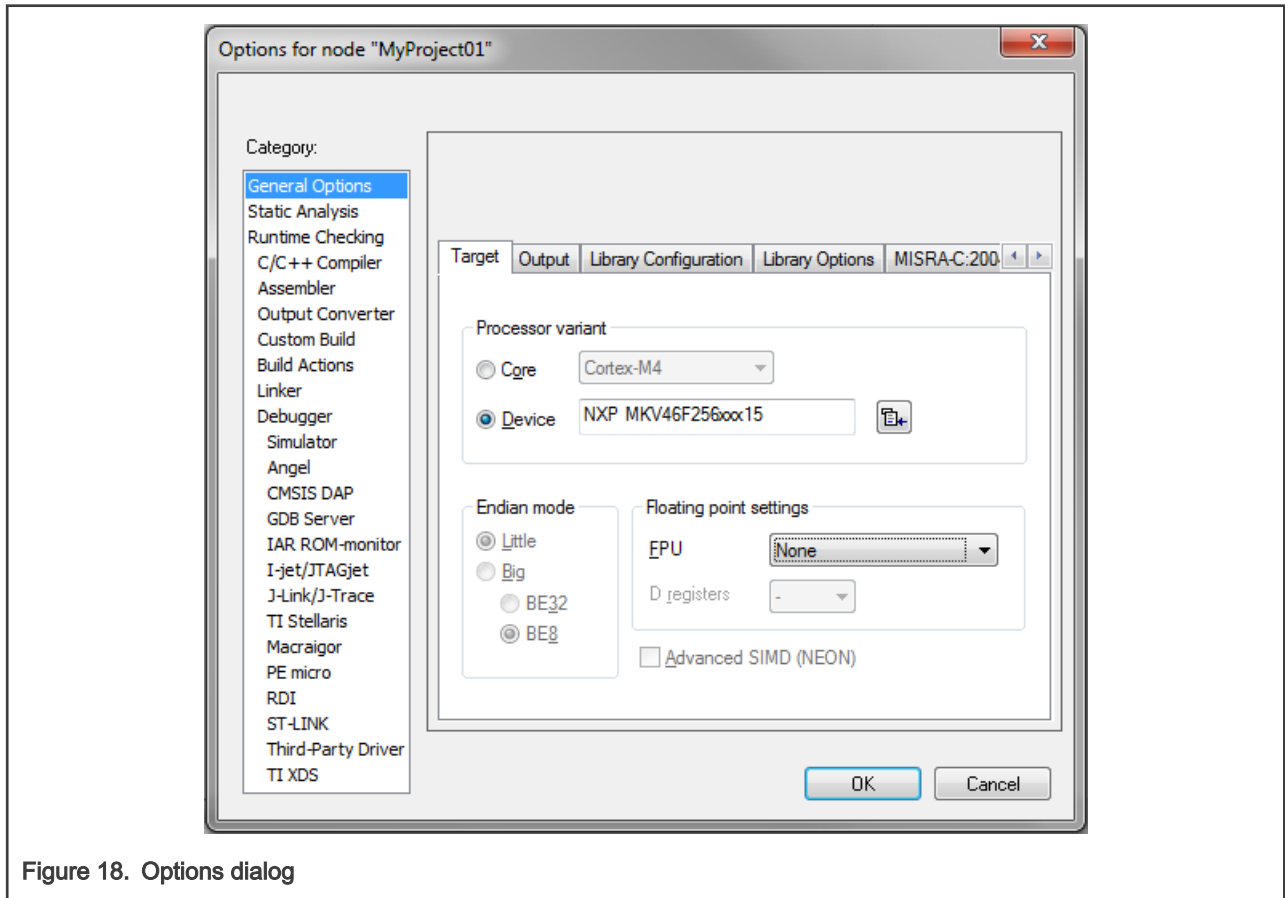 Options for node "MyProject01"
Category:
General Options
Static Analysis
Runtime Checking
C/C++ Compiler
Assembler
Output Converter
Custom Build
Build Actions
Linker
Debugger
Simulator
Angel
CMSIS DAP
GDB Server
IAR ROM-monitor
I-jet/JTAGjet
J-Link/J-Trace
TI Stellaris
Macraigor
PE micro
RDI
ST-LINK
Third-Party Driver
TI XDS
Target Output Library Configuration Library Options MISRA-C:200
Processor variant
Core Cortex-M4
Device NXP MKV46F256xxx15
Endian mode
Little
Big
BE32
BE8
Floating point settings
FPU None
D registers -
Advanced SIMD (NEON)
OK Cancel
Figure 18. Options dialog